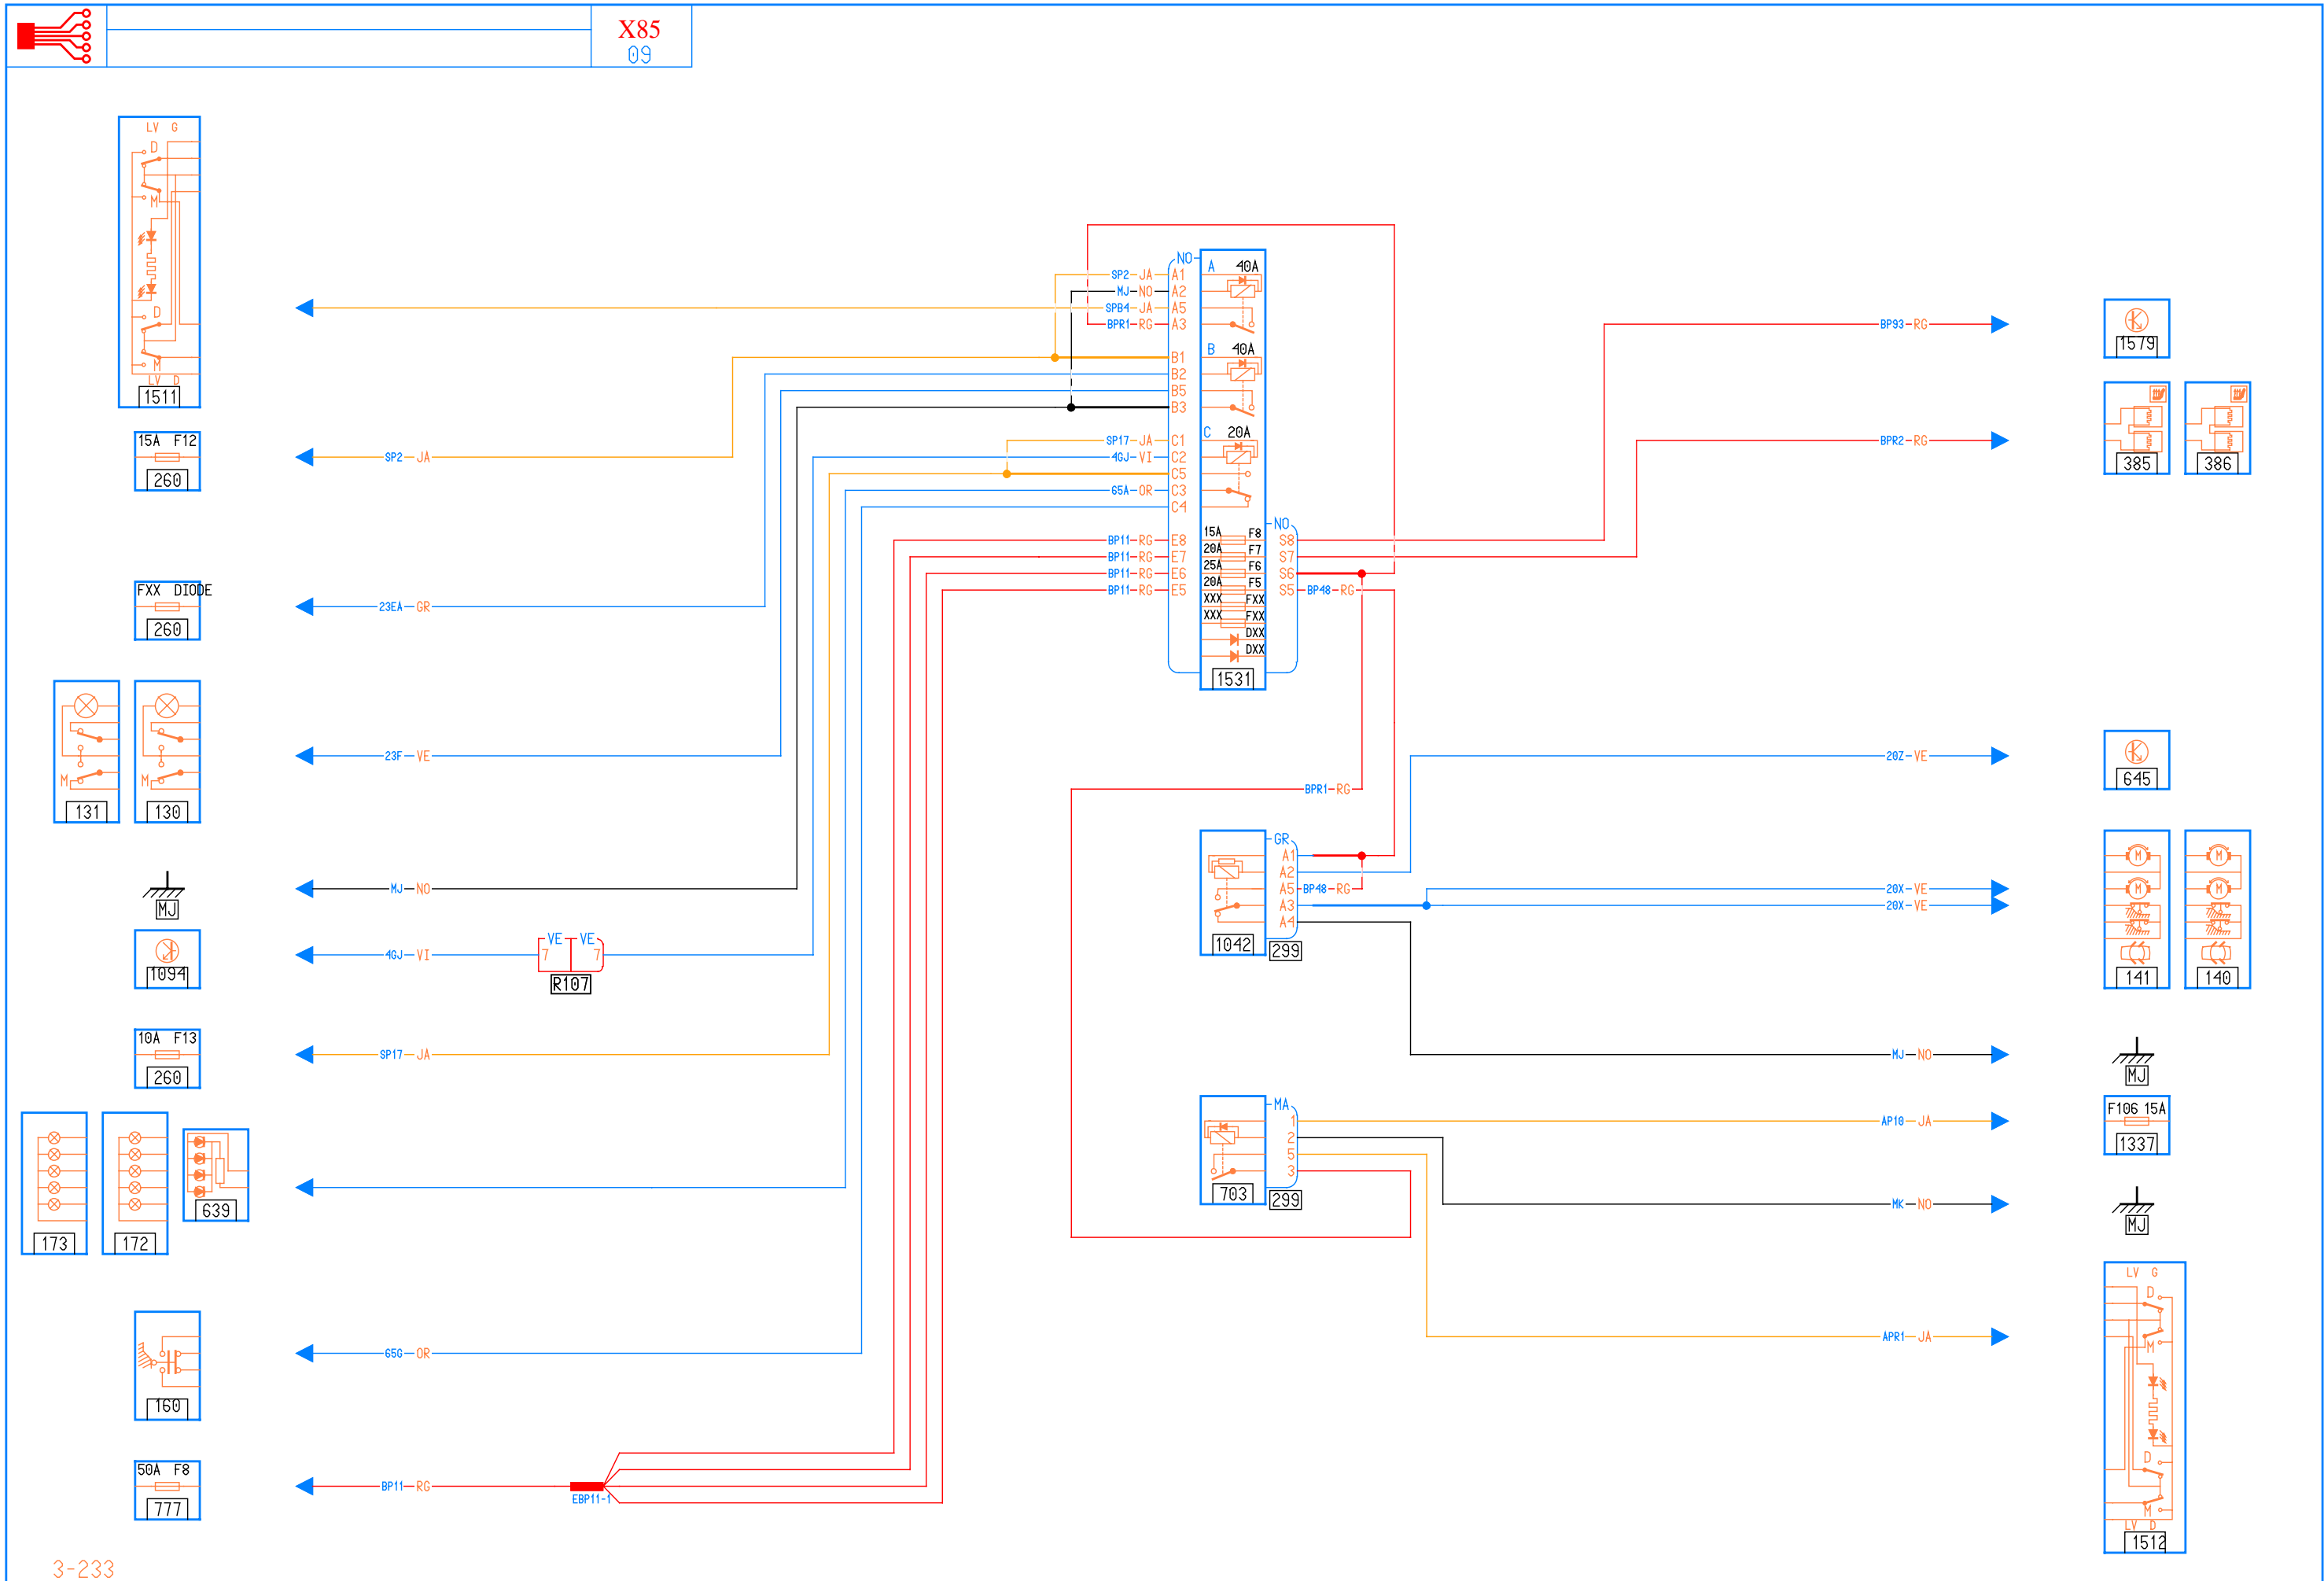 X85
09
LV G
D
M
D
M
LV D
1511
15A F12
260
FXX DIODE
260
M
131
M
130
MJ
1094
10A F13
260
173
172
639
160
50A F8
777
3-233
SP2 JA
23EA GR
23F VE
MJ NO
4GJ VI
VE VE
7 7
R107
SP17 JA
65G OR
BP11 RG
EBP11-1
NO
SP2 JA A1
MJ NO A2
SPB4 JA A5
BPR1 RG A3
B1
B2
B5
B3
SP17 JA C1
4GJ VI C2
C5
65A OR C3
C4
BP11 RG E8
BP11 RG E7
BP11 RG E6
BP11 RG E5
A 40A
B 40A
C 20A
15A F8
20A F7
25A F6
20A F5
XXX FXX
XXX FXX
DXX
DXX
1531
NO
S8
S7
S6
S5 BP48 RG
BPR1 RG
GR
A1
A2
A5 BP48 RG
A3
A4
1042
299
MA
1
2
5
3
703
299
BP93 RG
BPR2 RG
20Z VE
20X VE
20X VE
MJ NO
AP10 JA
MK NO
APR1 JA
1579
385
386
645
M
M
141
M
M
140
MJ
F106 15A
1337
MJ
LV G
D
M
D
M
LV D
1512